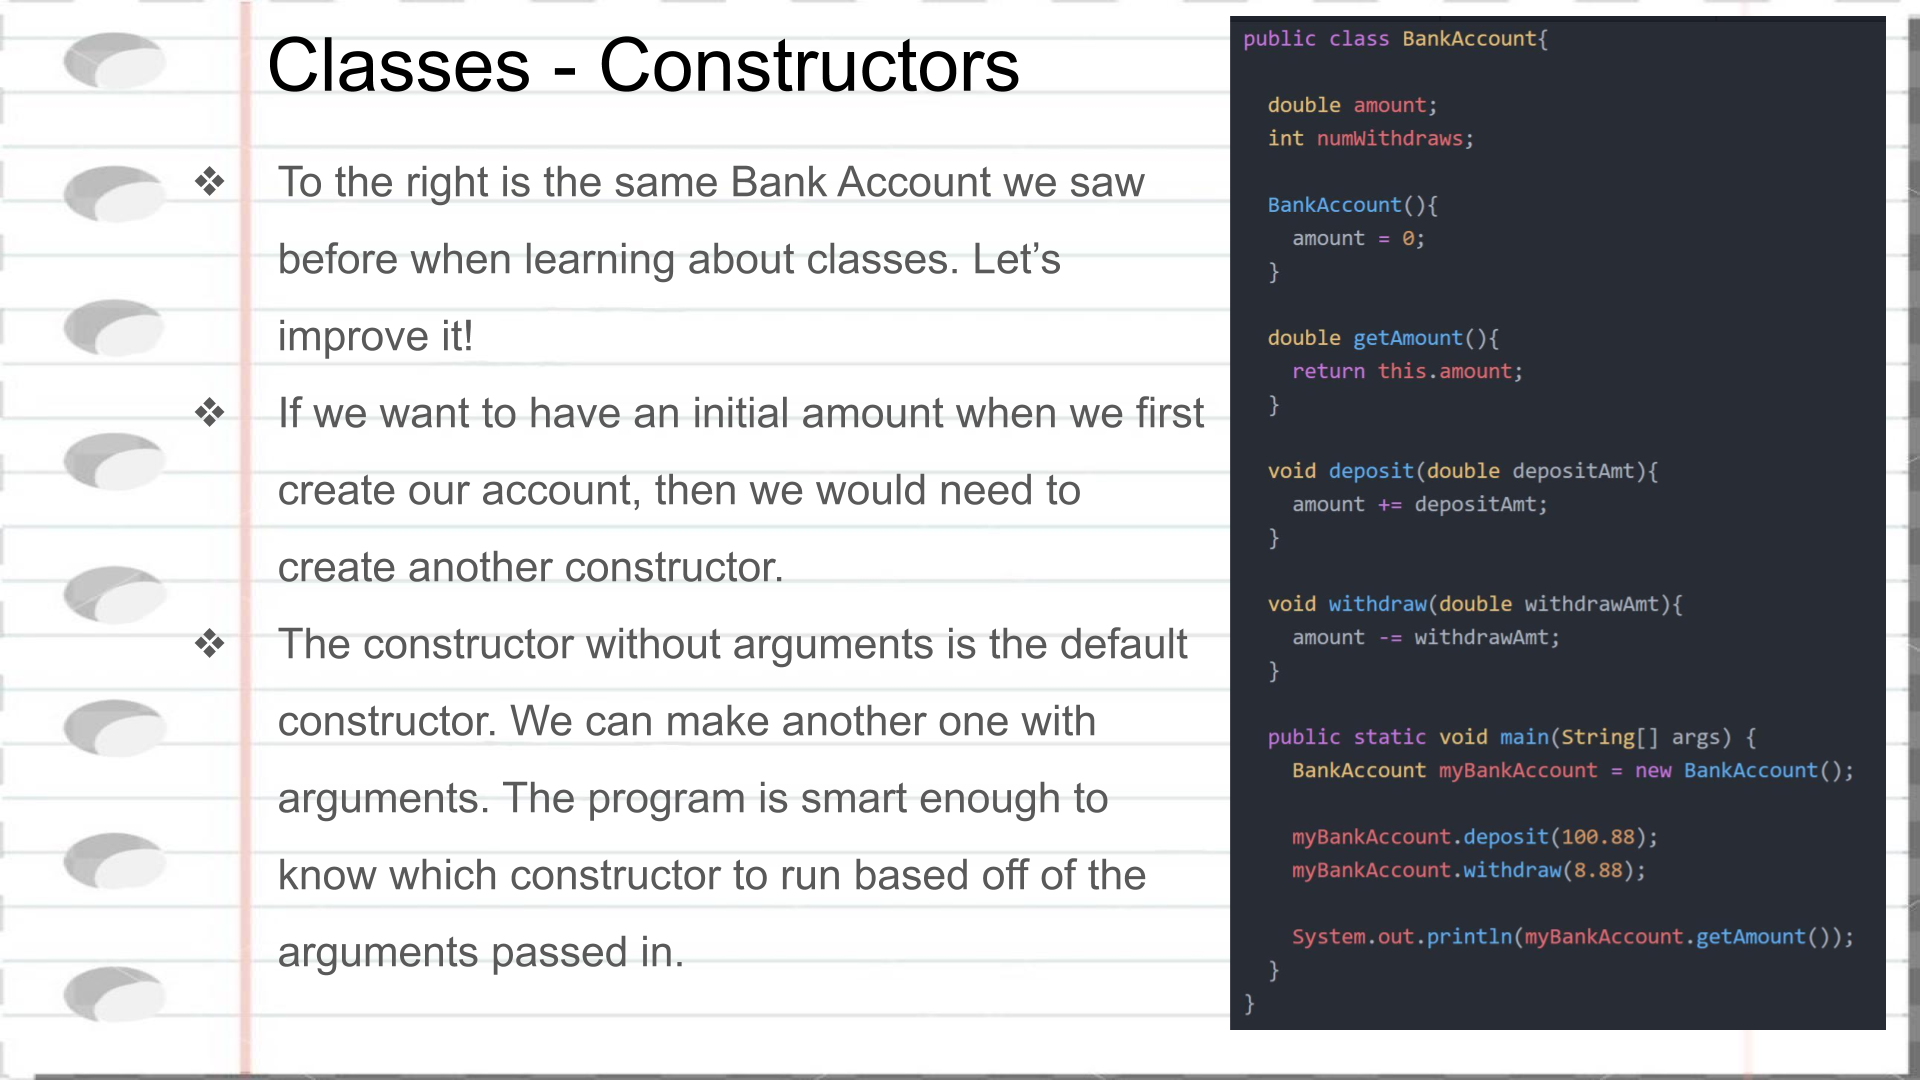 Classes - Constructors
❖ To the right is the same Bank Account we saw
before when learning about classes. Let’s
improve it!
❖ If we want to have an initial amount when we first
create our account, then we would need to
create another constructor.
❖ The constructor without arguments is the default
constructor. We can make another one with
arguments. The program is smart enough to
know which constructor to run based off of the
arguments passed in.
public class BankAccount{
  double amount;
  int numWithdraws;
  BankAccount(){
    amount = 0;
  }
  double getAmount(){
    return this.amount;
  }
  void deposit(double depositAmt){
    amount += depositAmt;
  }
  void withdraw(double withdrawAmt){
    amount -= withdrawAmt;
  }
  public static void main(String[] args) {
    BankAccount myBankAccount = new BankAccount();
    myBankAccount.deposit(100.88);
    myBankAccount.withdraw(8.88);
    System.out.println(myBankAccount.getAmount());
  }
}